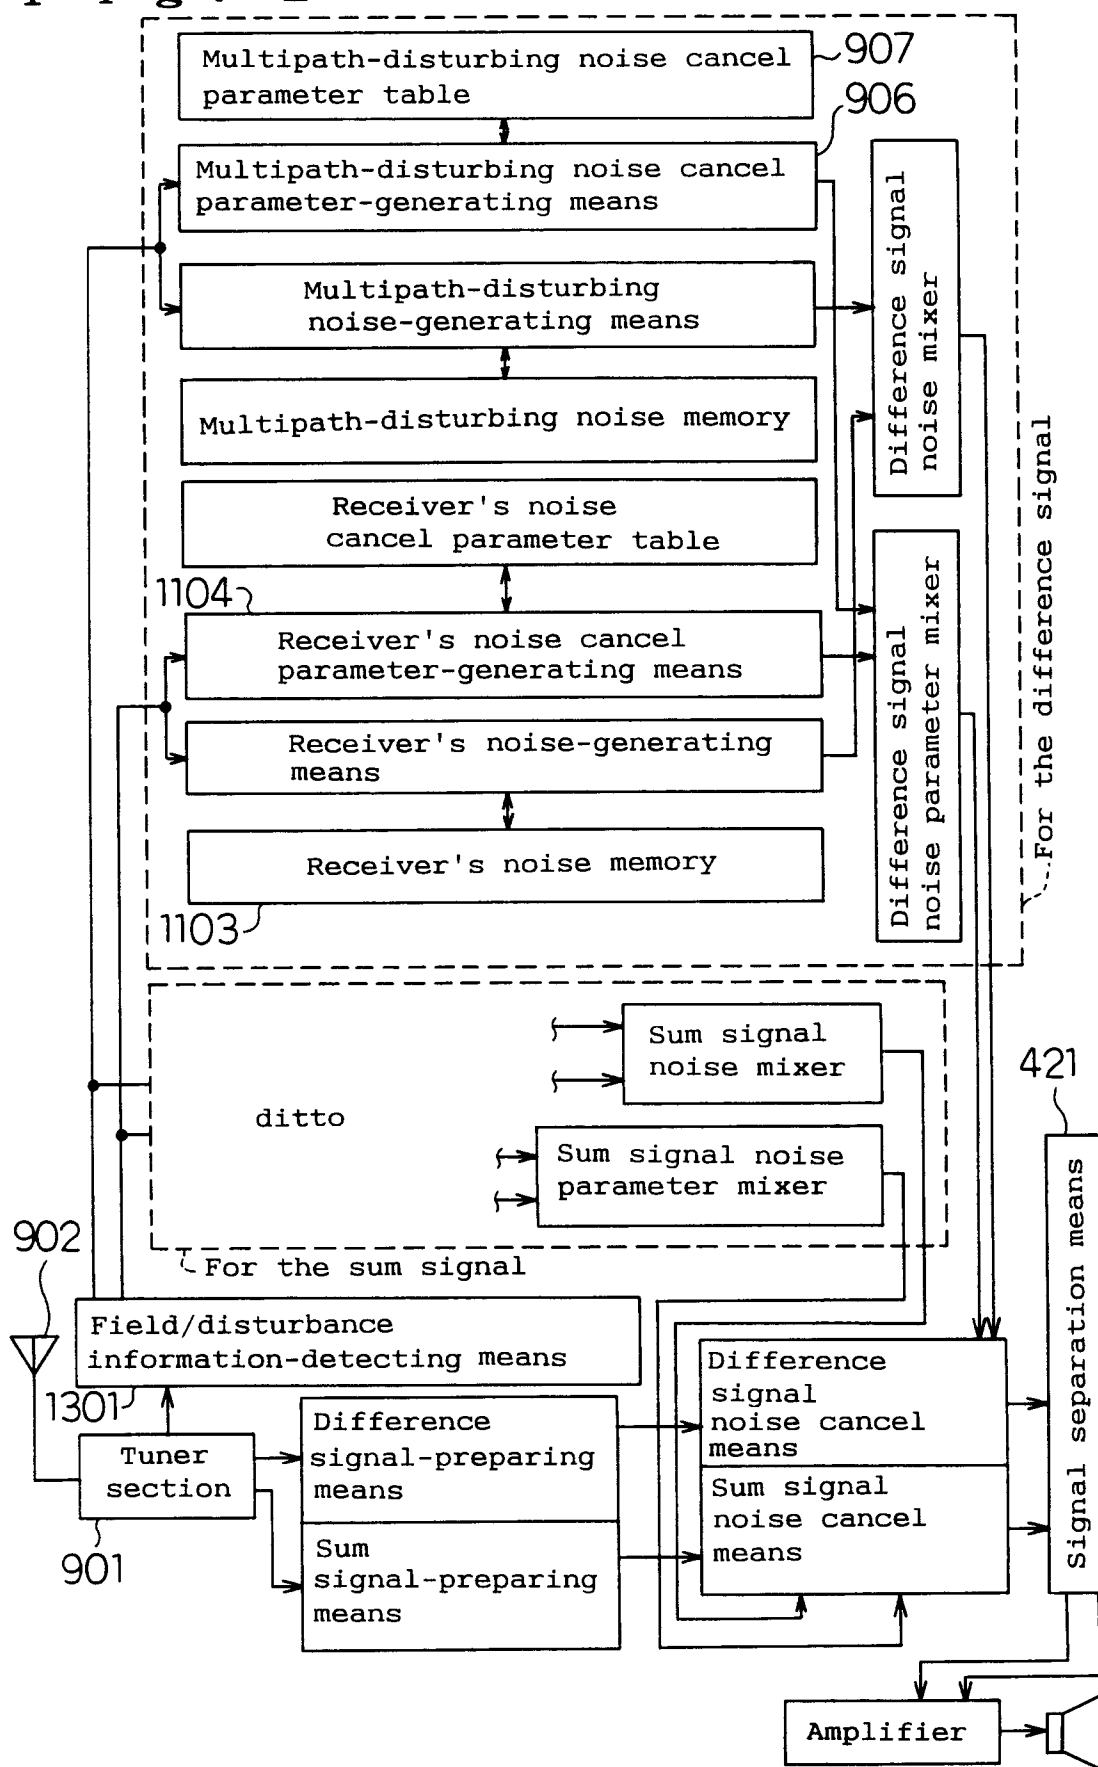 Multipath-disturbing noise cancel
parameter table
907
906
Multipath-disturbing noise cancel
parameter-generating means
Multipath-disturbing
noise-generating means
Multipath-disturbing noise memory
Receiver's noise
cancel parameter table
1104
Receiver's noise cancel
parameter-generating means
Receiver's noise-generating
means
Receiver's noise memory
1103
Difference signal
noise mixer
Difference signal
noise parameter mixer
For the difference signal
Sum signal
noise mixer
ditto
Sum signal noise
parameter mixer
For the sum signal
421
Signal separation means
902
Field/disturbance
information-detecting means
1301
Tuner
section
901
Difference
signal-preparing
means
Sum
signal-preparing
means
Difference
signal
noise cancel
means
Sum signal
noise cancel
means
Amplifier